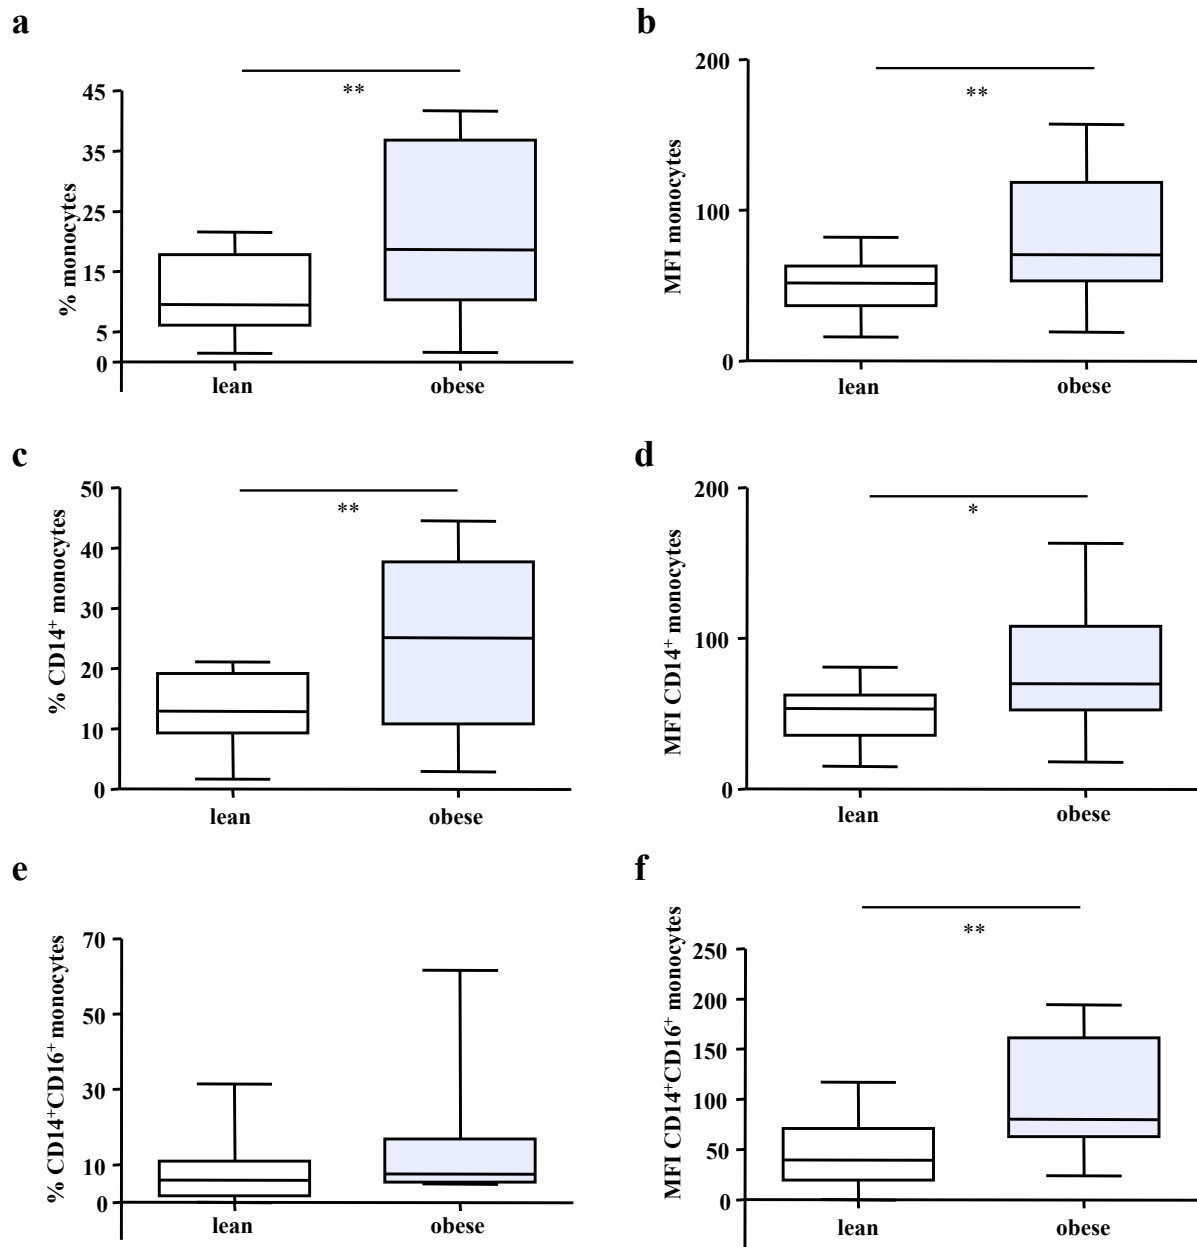 a
b
**
**
45
35
25
15
5
0
% monocytes
lean
obese
200
100
0
MFI monocytes
lean
obese
c
d
**
*
50
40
30
20
10
0
% CD14⁺ monocytes
lean
obese
200
100
0
MFI CD14⁺ monocytes
lean
obese
e
f
**
70
50
30
10
0
% CD14⁺CD16⁺ monocytes
lean
obese
250
200
150
100
50
0
MFI CD14⁺CD16⁺ monocytes
lean
obese